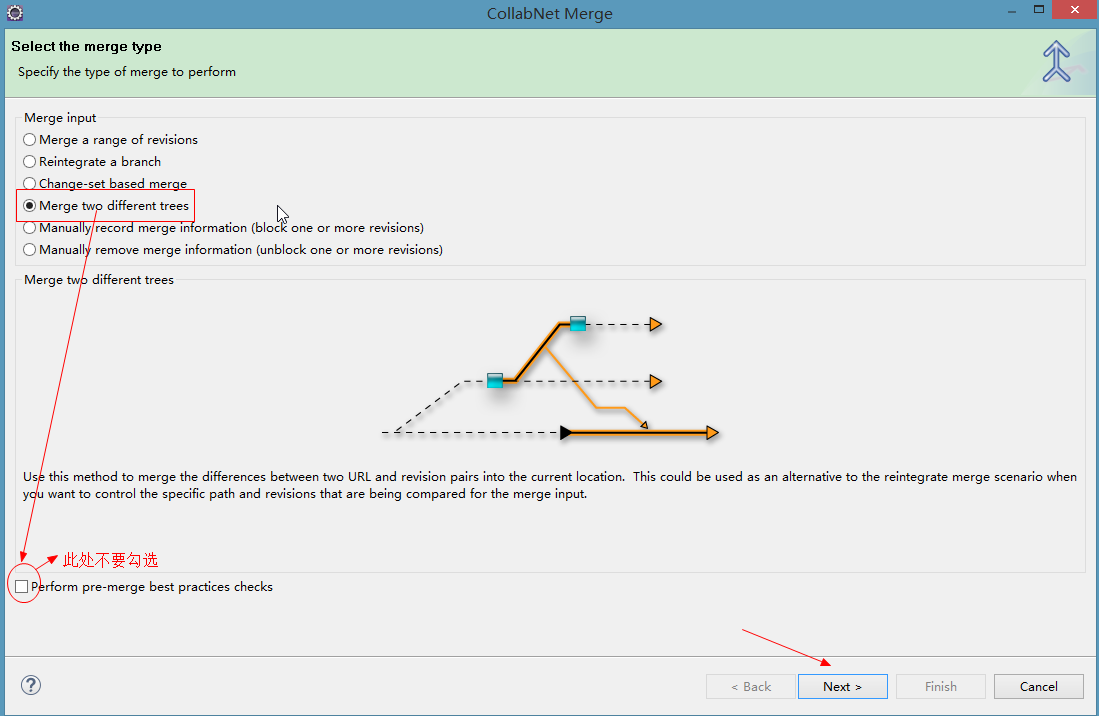 CollabNet Merge
Select the merge type
Specify the type of merge to perform
Merge input
Merge a range of revisions
Reintegrate a branch
Change-set based merge
Merge two different trees
Manually record merge information (block one or more revisions)
Manually remove merge information (unblock one or more revisions)
Merge two different trees
Use this method to merge the differences between two URL and revision pairs into the current location.  This could be used as an alternative to the reintegrate merge scenario when
you want to control the specific path and revisions that are being compared for the merge input.
此处不要勾选
Perform pre-merge best practices checks
?
< Back
Next >
Finish
Cancel